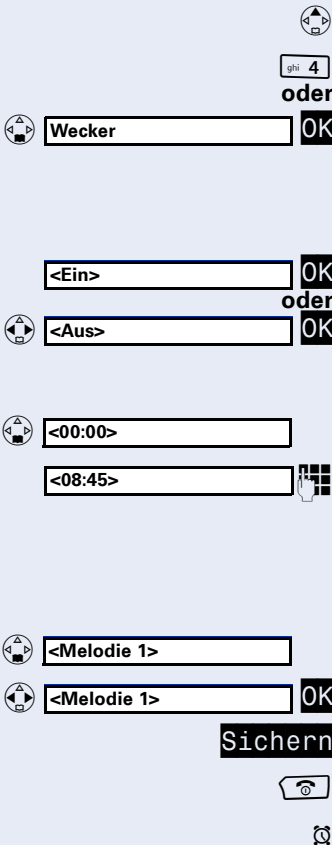 ghi 4
oder
Wecker OK
<Ein> OK
oder
<Aus> OK
<00:00>
<08:45>
<Melodie 1>
<Melodie 1> OK
Sichern